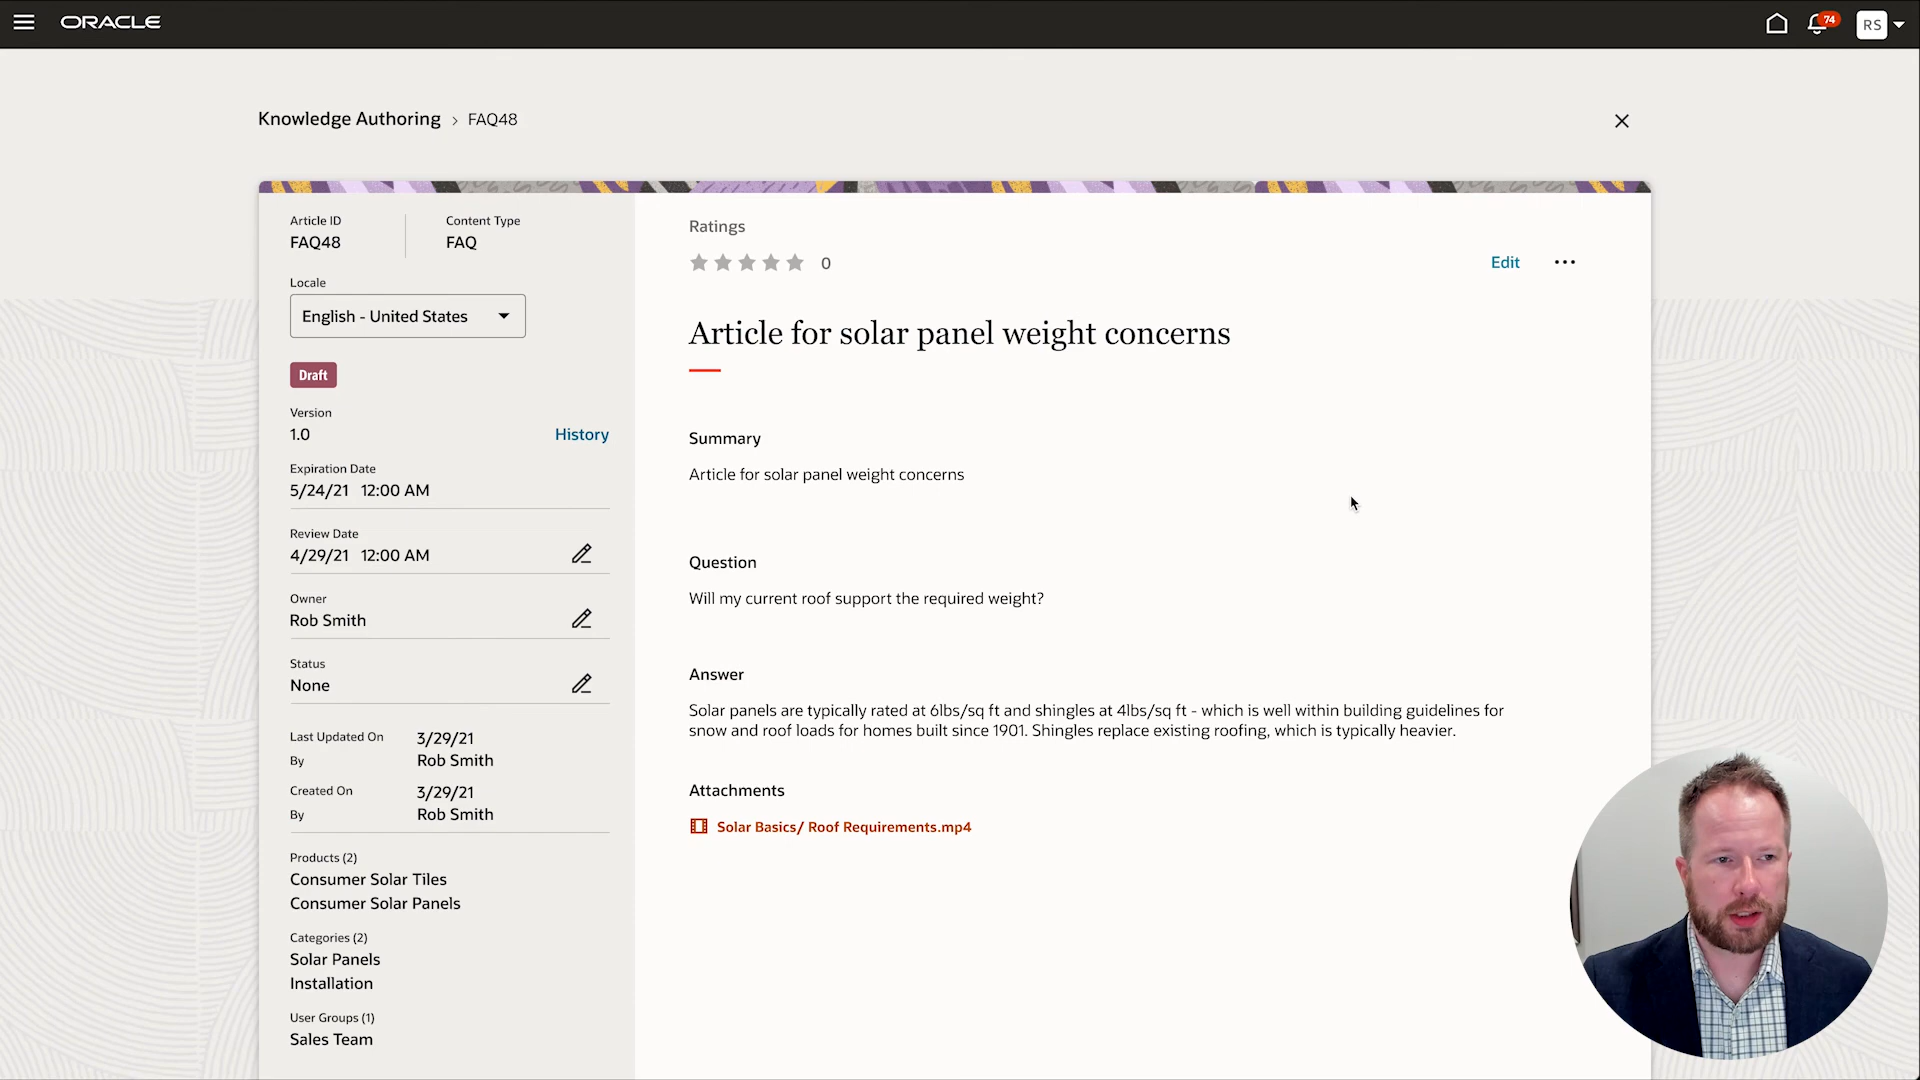 ORACLE
74
RS
Knowledge Authoring > FAQ48
Article ID
FAQ48
Content Type
FAQ
Locale
English - United States
Draft
Version
1.0
History
Expiration Date
5/24/21 12:00 AM
Review Date
4/29/21 12:00 AM
Owner
Rob Smith
Status
None
Last Updated On 3/29/21
By Rob Smith
Created On 3/29/21
By Rob Smith
Products (2)
Consumer Solar Tiles
Consumer Solar Panels
Categories (2)
Solar Panels
Installation
User Groups (1)
Sales Team
Ratings
0
Edit
Article for solar panel weight concerns
Summary
Article for solar panel weight concerns
Question
Will my current roof support the required weight?
Answer
Solar panels are typically rated at 6lbs/sq ft and shingles at 4lbs/sq ft - which is well within building guidelines for
snow and roof loads for homes built since 1901. Shingles replace existing roofing, which is typically heavier.
Attachments
Solar Basics/ Roof Requirements.mp4